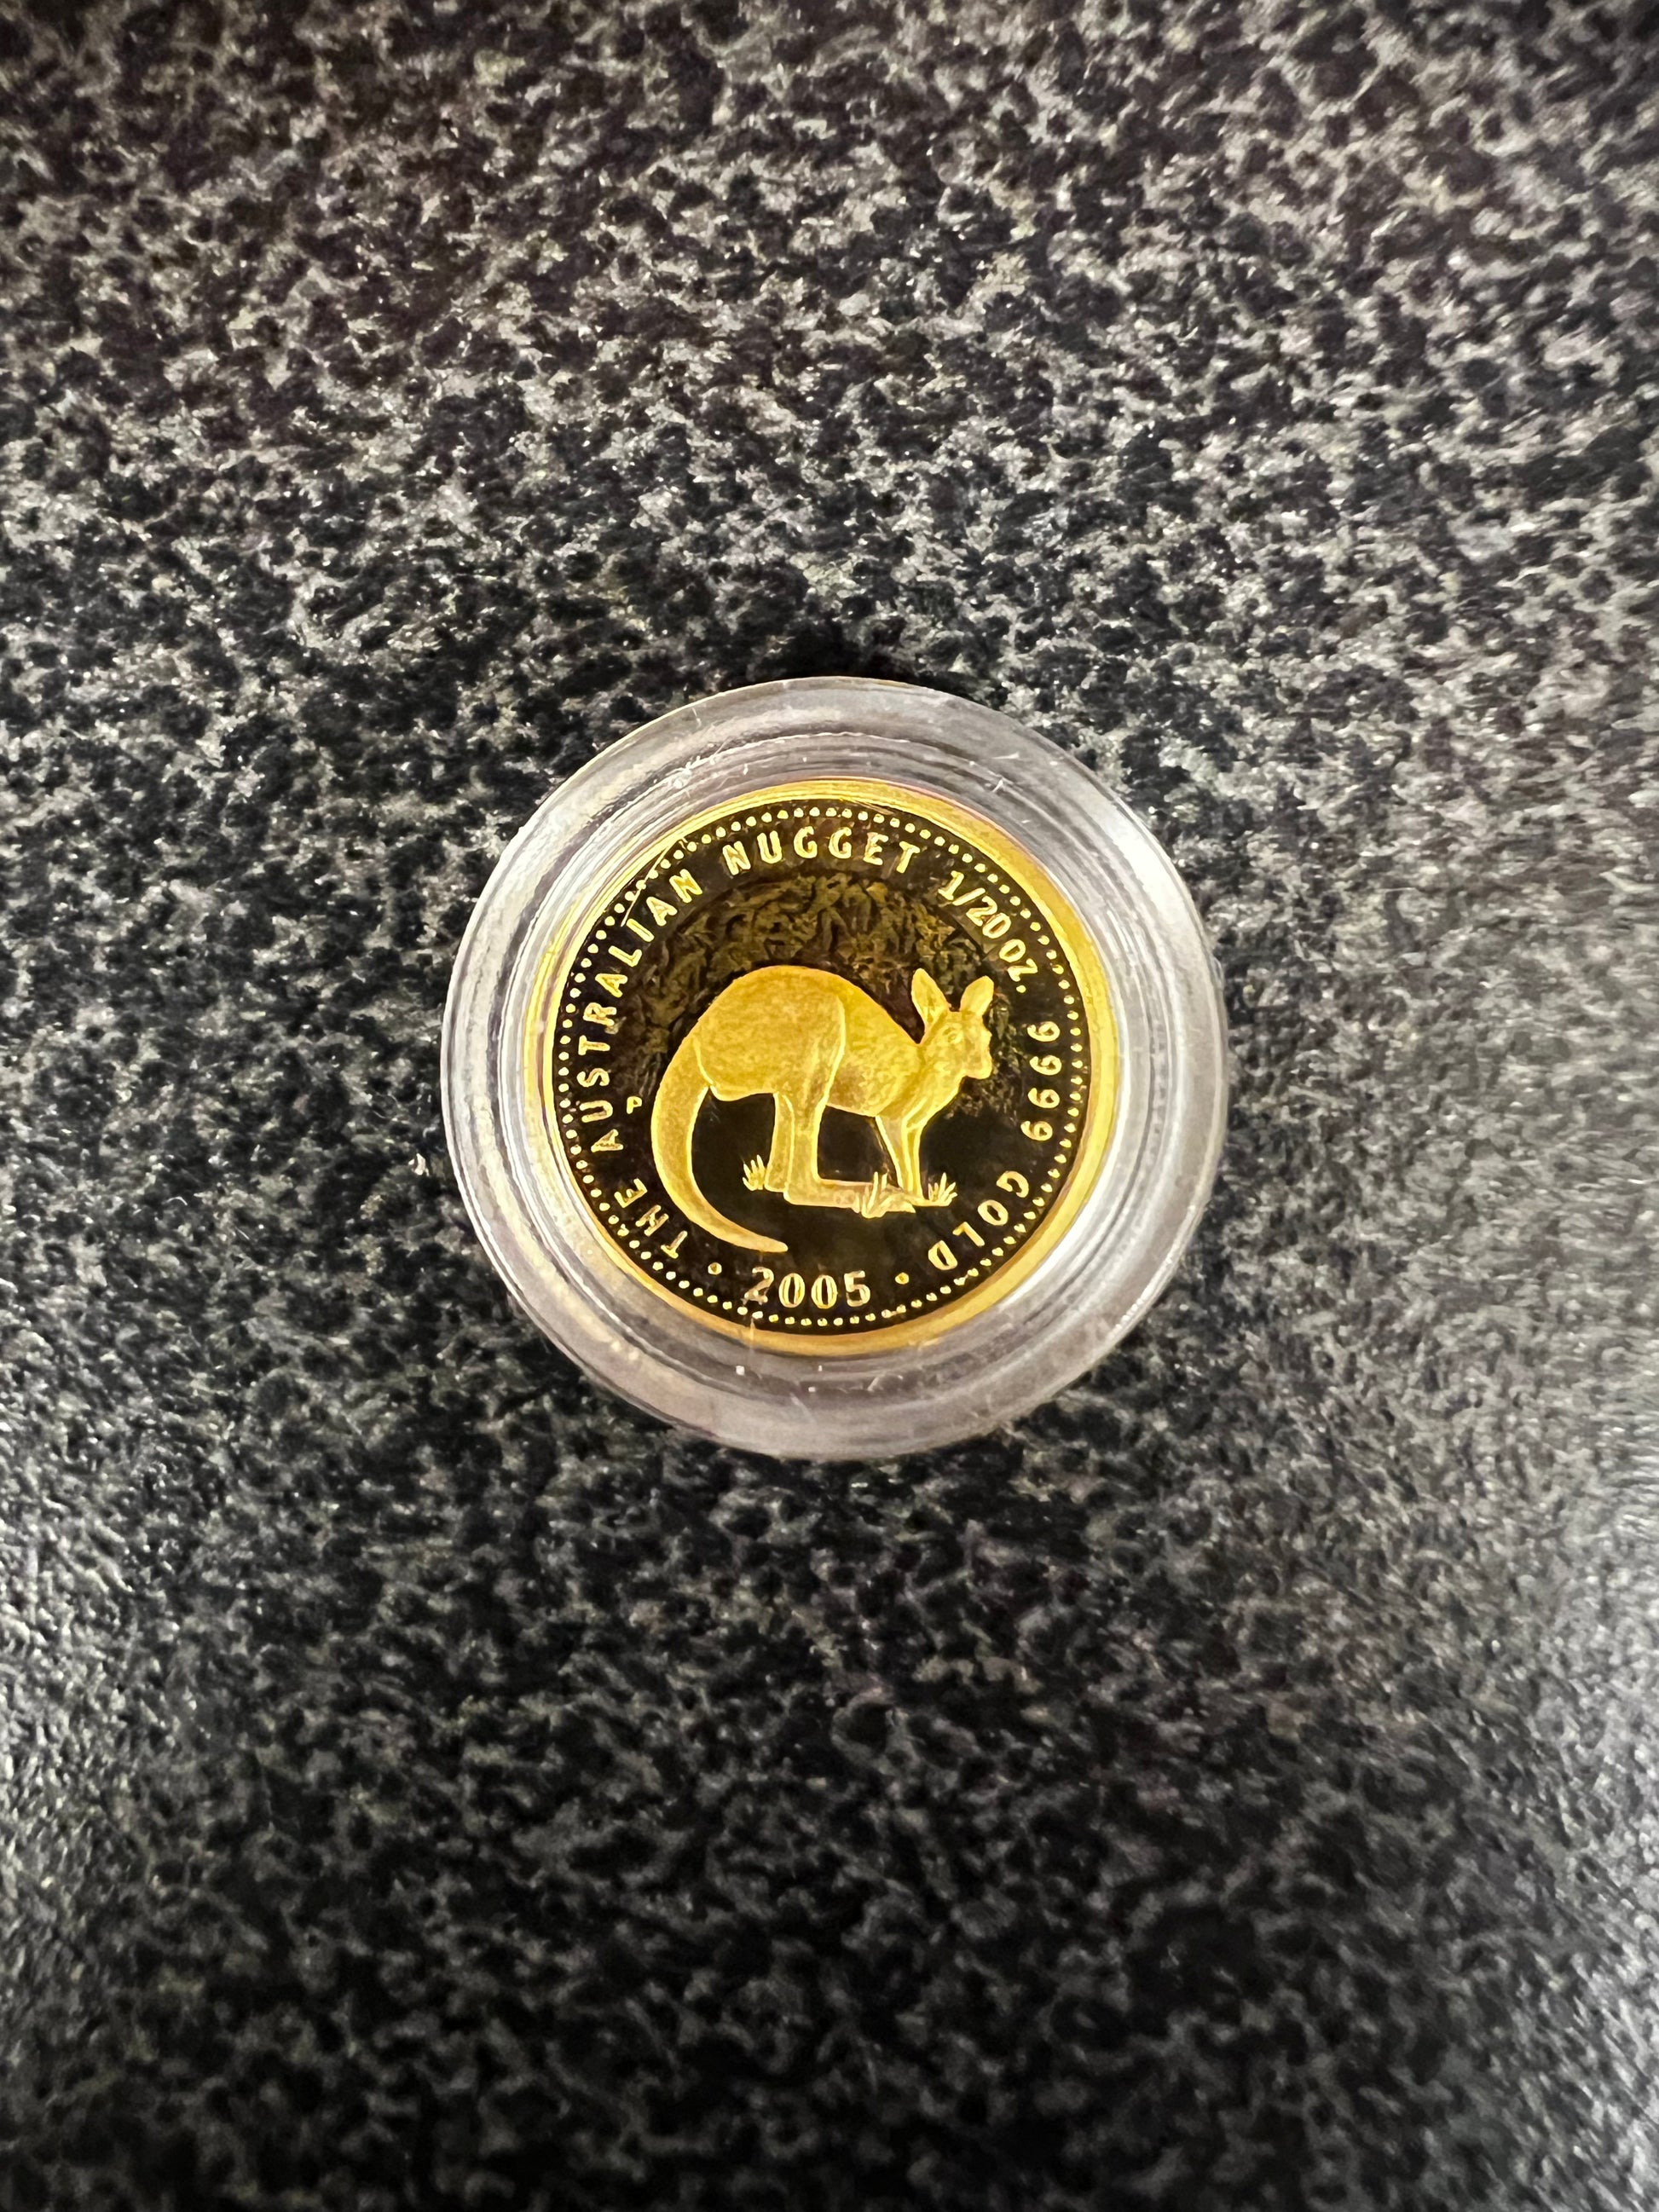 THE AUSTRALIAN NUGGET 1/20 OZ. 9999 GOLD
· 2005 ·
P